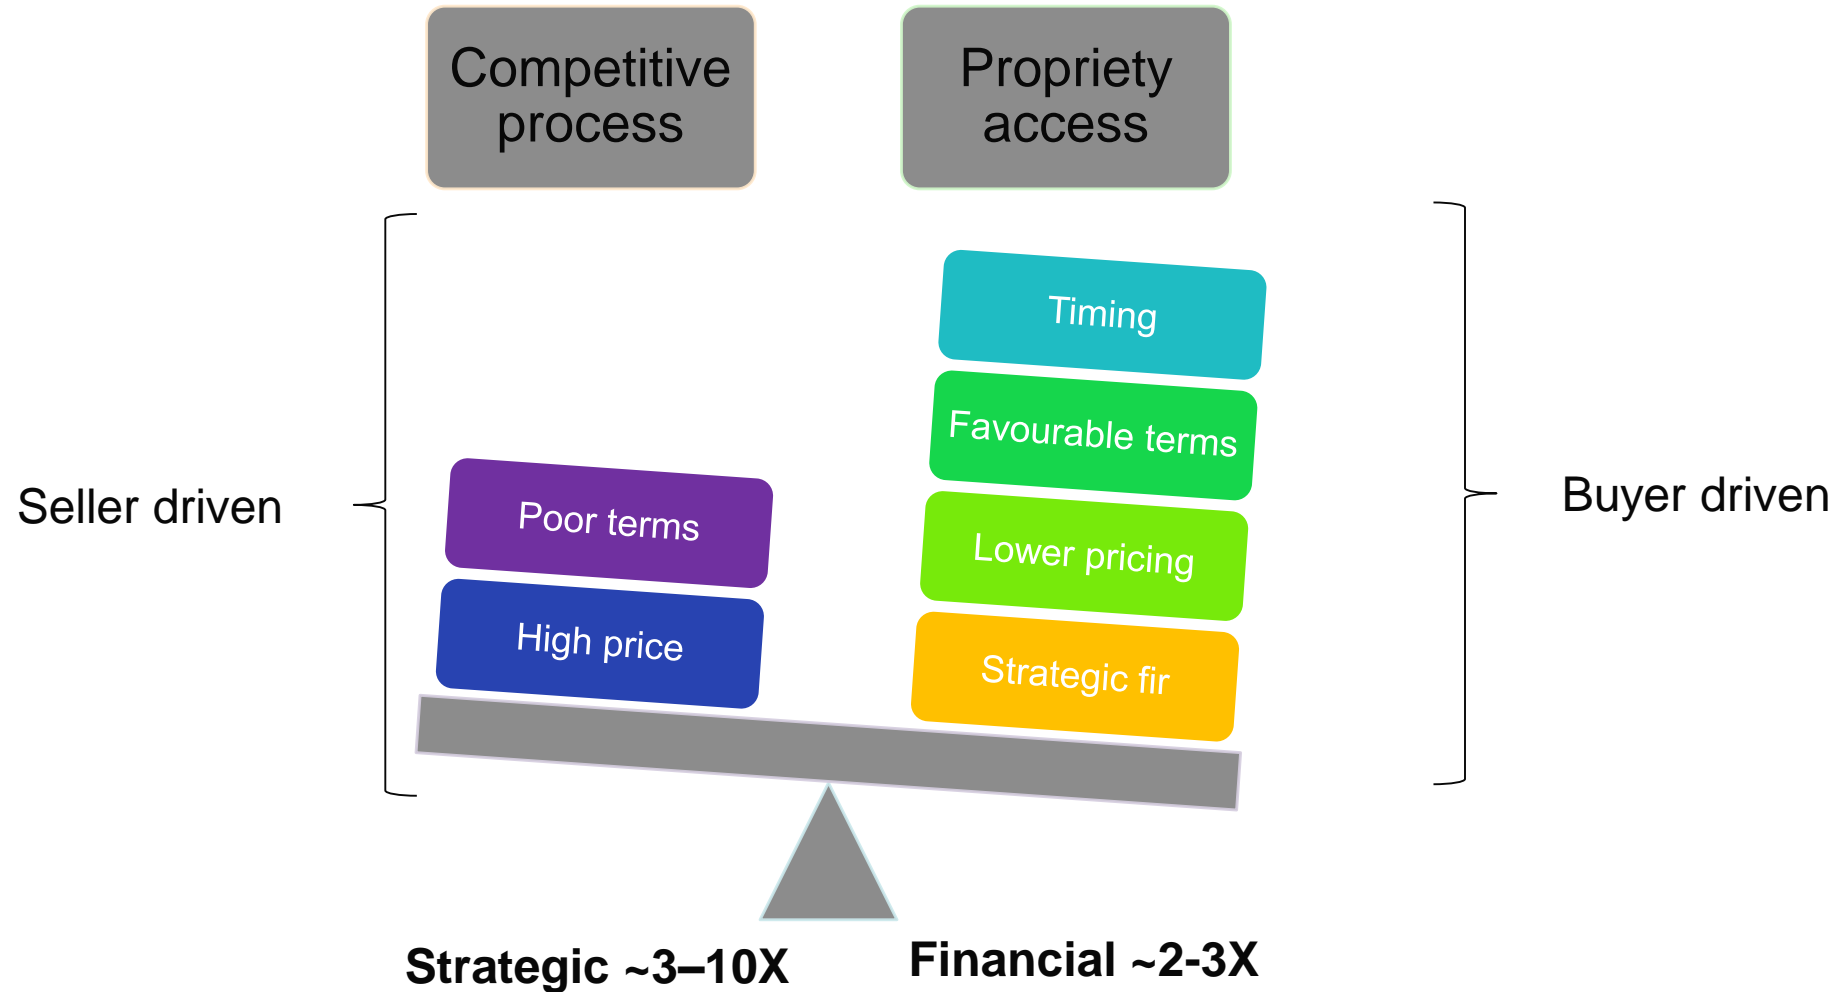 Competitive
process
Propriety
access
Seller driven
Poor terms
High price
Timing
Favourable terms
Lower pricing
Strategic fir
Buyer driven
Strategic ~3–10X
Financial ~2-3X